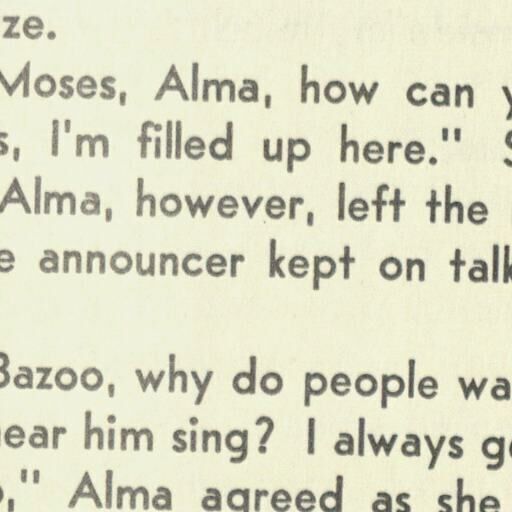 ze.
Moses, Alma, how can y
s, I'm filled up here." S
Alma, however, left the
e announcer kept on talk
Bazoo, why do people wa
ear him sing? I always g
," Alma agreed as she